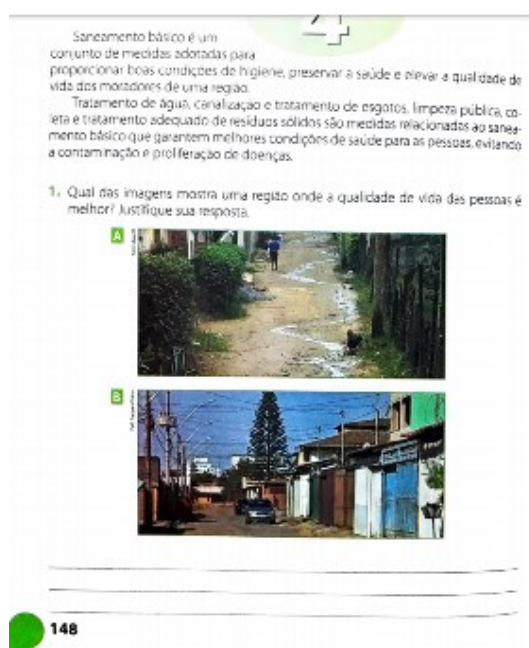 4
Saneamento básico é um
conjunto de medidas adotadas para
proporcionar boas condições de higiene, preservar a saúde e elevar a qualidade de
vida dos moradores de uma região.
Tratamento de água, canalização e tratamento de esgotos, limpeza pública, co-
leta e tratamento adequado de resíduos sólidos são medidas relacionadas ao sanea-
mento básico que garantem melhores condições de saúde para as pessoas, evitando
a contaminação e proliferação de doenças.
1. Qual das imagens mostra uma região onde a qualidade de vida das pessoas é
melhor? Justifique sua resposta.
A
B
148